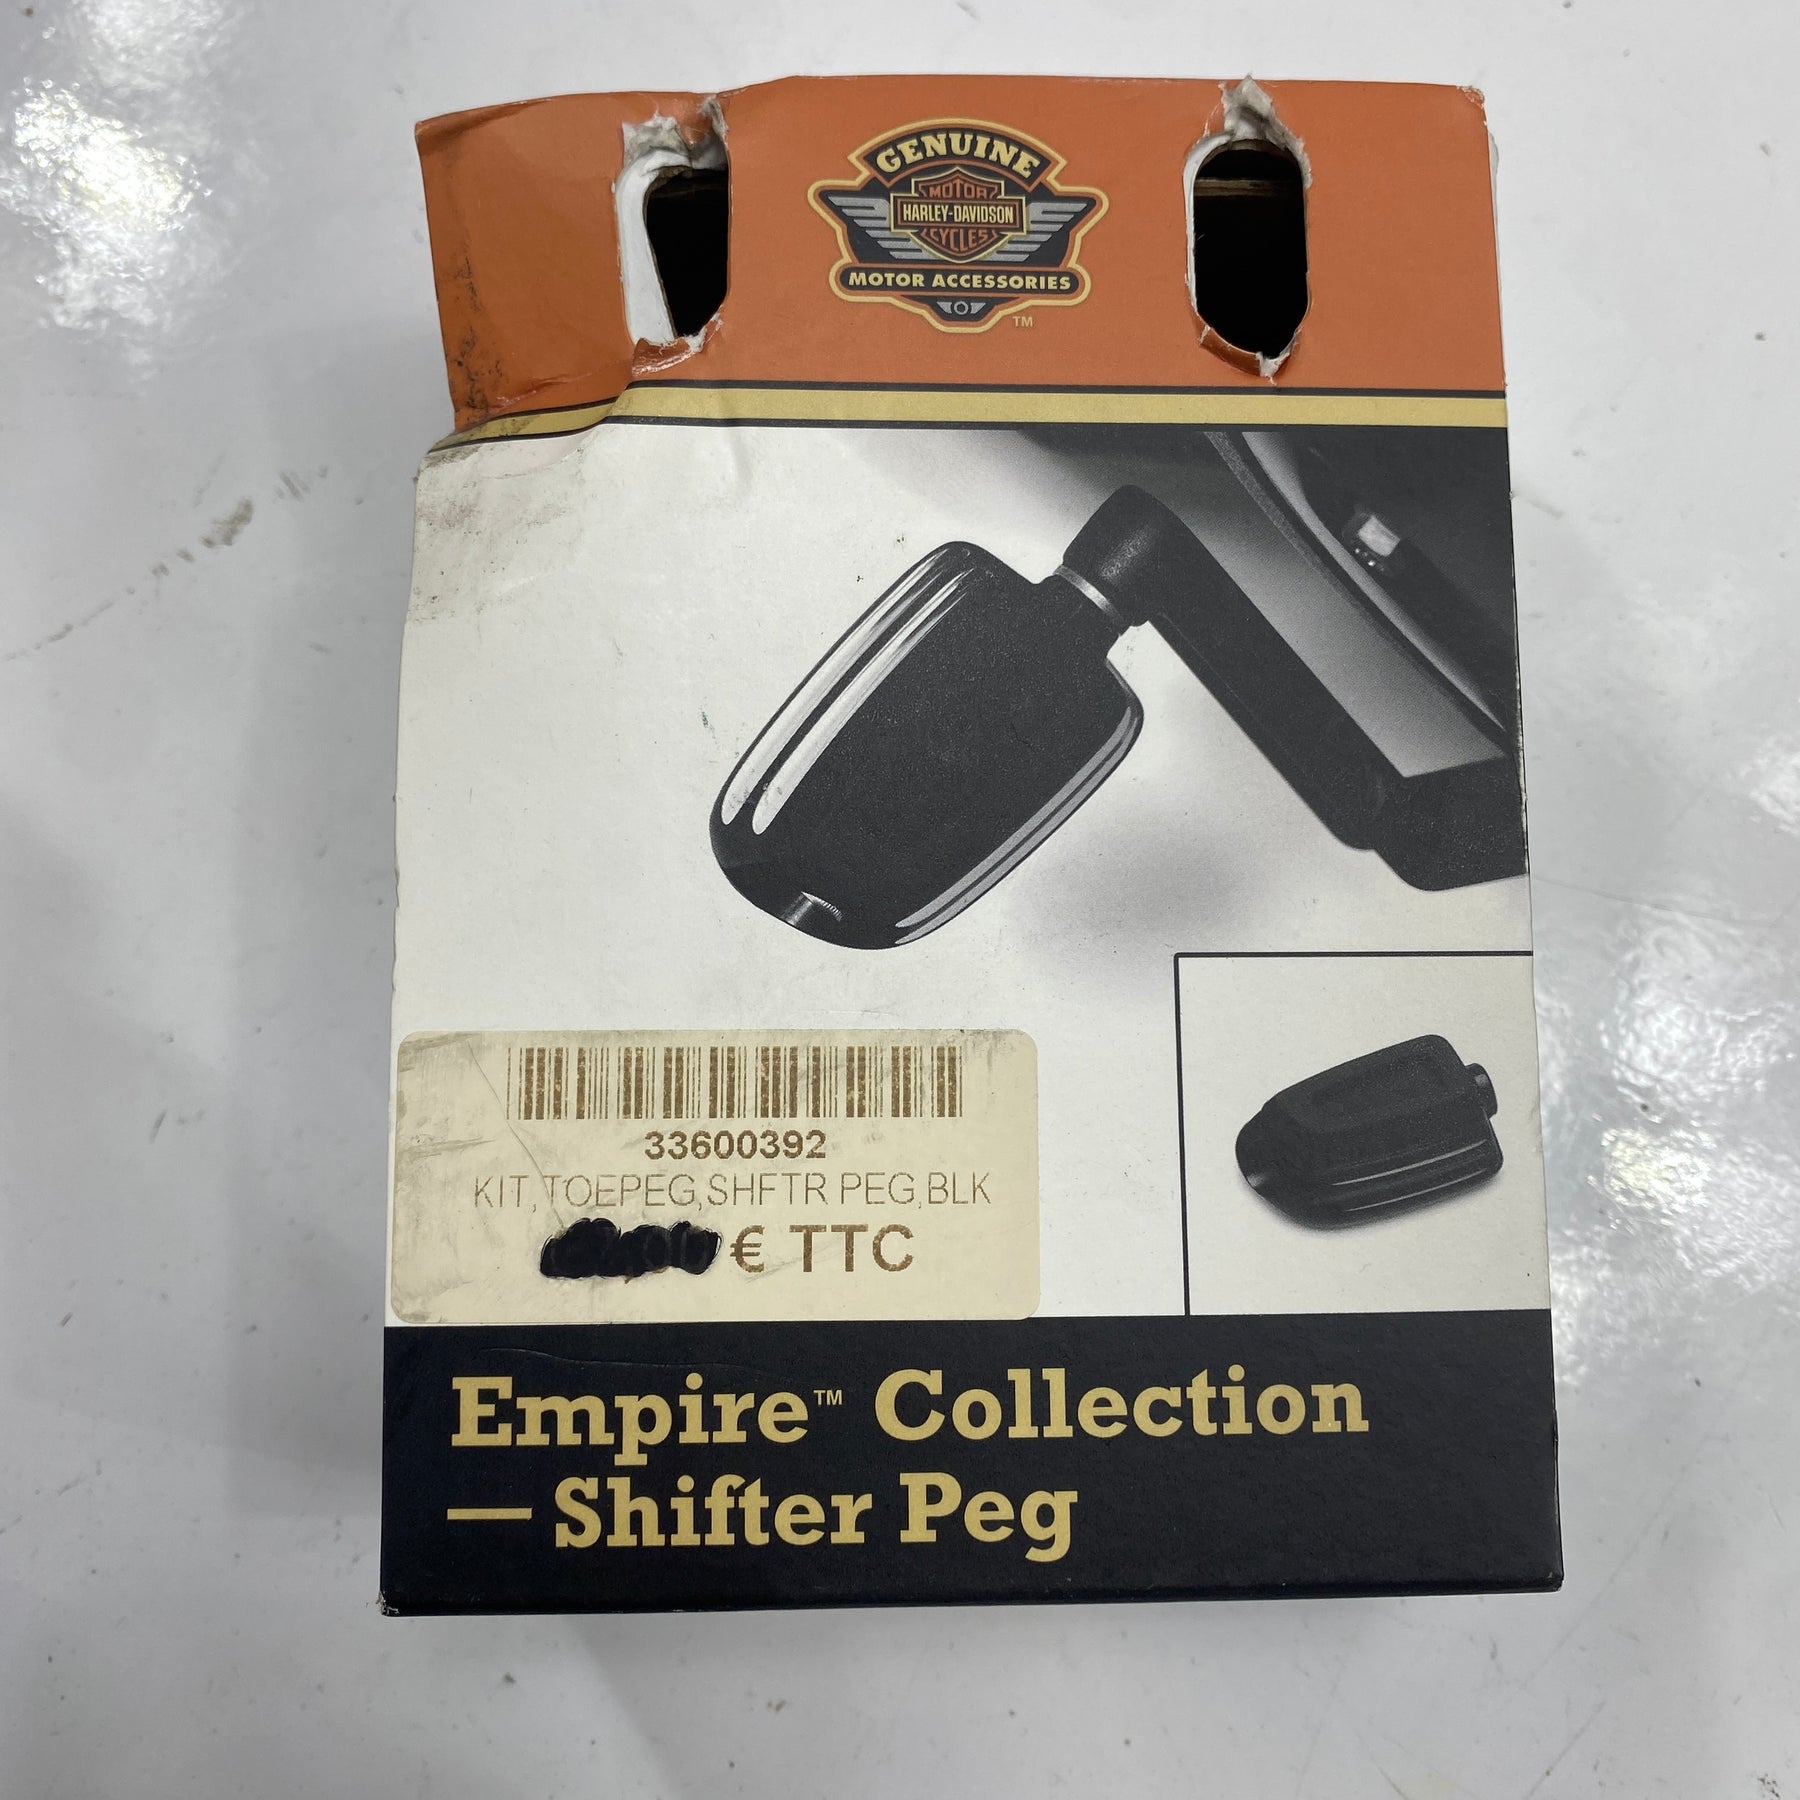 GENUINE
MOTOR
HARLEY-DAVIDSON
CYCLES
MOTOR ACCESSORIES
TM
33600392
KIT,TOEPEG,SHFTR PEG,BLK
€ TTC
Empire™ Collection
— Shifter Peg